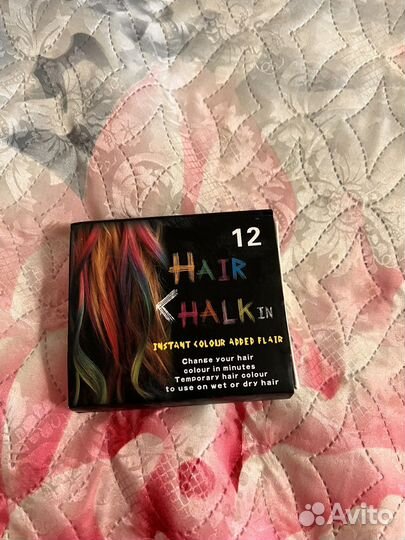 12
HAIR
CHALKIN
INSTANT COLOUR ADDED FLAIR
Change your hair
colour in minutes
Temporary hair colour
to use on wet or dry hair
Avito